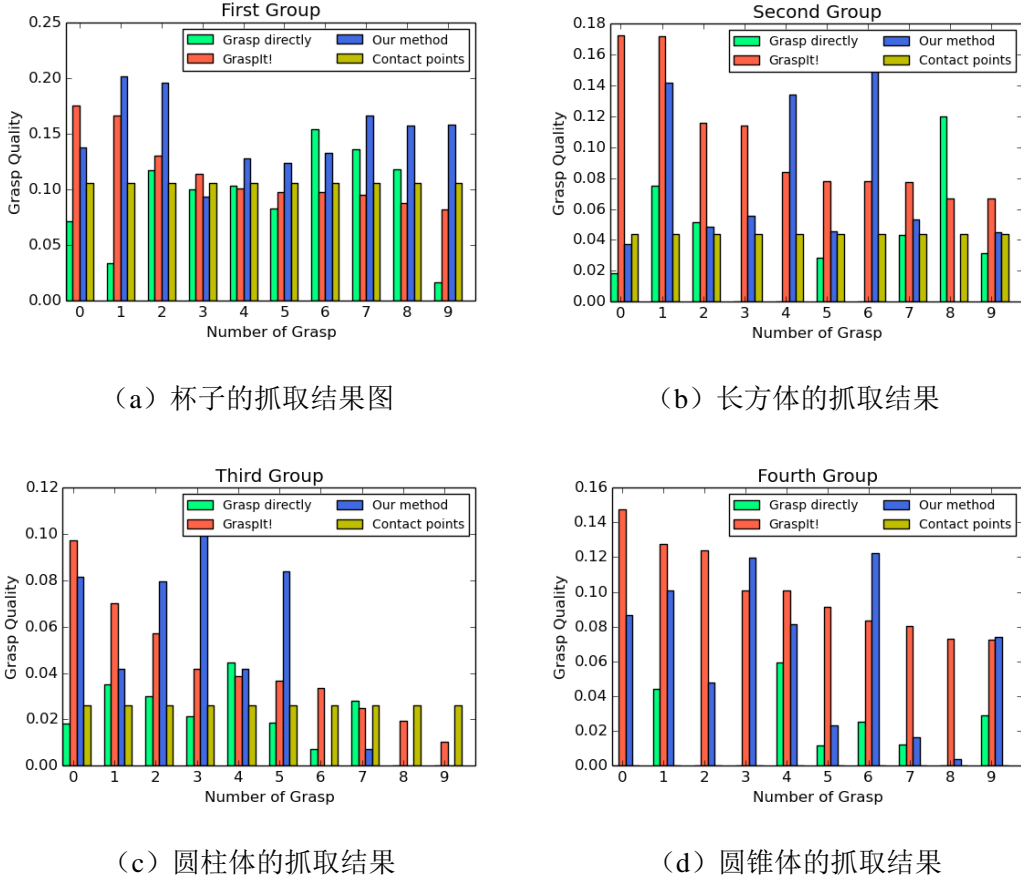 First Group
0.25
0.20
0.15
0.10
0.05
0.00
Grasp Quality
Grasp directly
GraspIt!
Our method
Contact points
0 1 2 3 4 5 6 7 8 9
Number of Grasp
（a）杯子的抓取结果图
Second Group
0.18
0.16
0.14
0.12
0.10
0.08
0.06
0.04
0.02
0.00
Grasp Quality
Grasp directly
GraspIt!
Our method
Contact points
0 1 2 3 4 5 6 7 8 9
Number of Grasp
（b）长方体的抓取结果
Third Group
0.12
0.10
0.08
0.06
0.04
0.02
0.00
Grasp Quality
Grasp directly
GraspIt!
Our method
Contact points
0 1 2 3 4 5 6 7 8 9
Number of Grasp
（c）圆柱体的抓取结果
Fourth Group
0.16
0.14
0.12
0.10
0.08
0.06
0.04
0.02
0.00
Grasp Quality
Grasp directly
GraspIt!
Our method
Contact points
0 1 2 3 4 5 6 7 8 9
Number of Grasp
（d）圆锥体的抓取结果